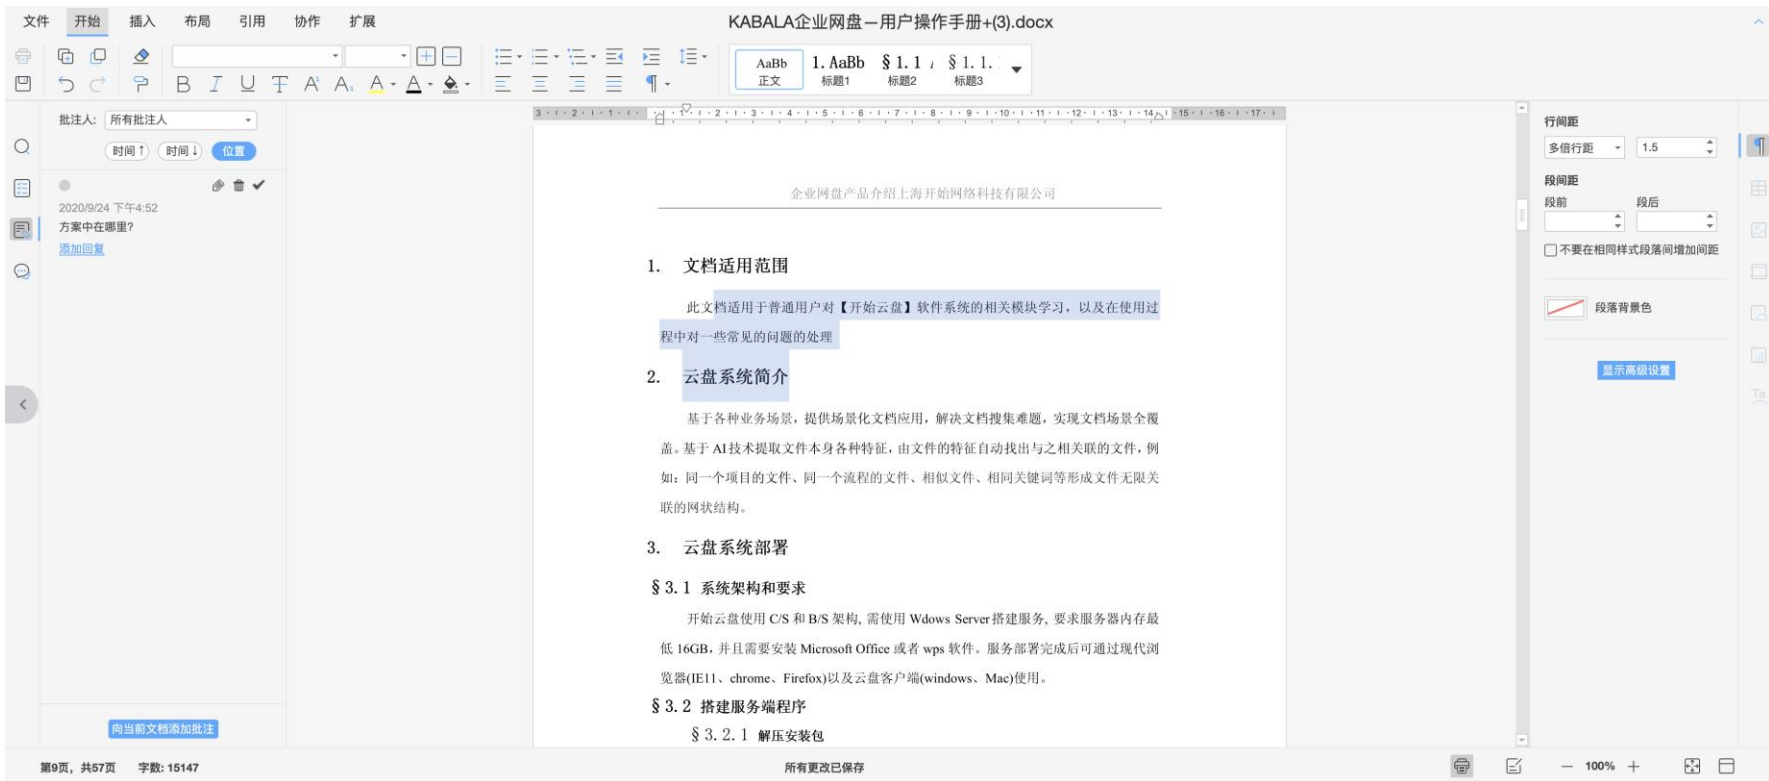 文件 开始 插入 布局 引用 协作 扩展
KABALA企业网盘—用户操作手册+(3).docx
AaBb 1. AaBb § 1. 1 § 1. 1.
正文 标题1 标题2 标题3
批注人: 所有批注人
时间↑ 时间↓ 位置
2020/9/24 下午4:52
方案中在哪里?
添加回复
向当前文档添加批注
3 2 1 1 2 3 4 5 6 7 8 9 10 11 12 13 14 15 16 17
企业网盘产品介绍上海开始网络科技有限公司
1. 文档适用范围
此文档适用于普通用户对【开始云盘】软件系统的相关模块学习，以及在使用过
程中对一些常见的问题的处理
2. 云盘系统简介
基于各种业务场景，提供场景化文档应用，解决文档搜集难题，实现文档场景全覆
盖。基于 AI 技术提取文件本身各种特征，由文件的特征自动找出与之相关联的文件，例
如：同一个项目的文件、同一个流程的文件、相似文件、相同关键词等形成文件无限关
联的网状结构。
3. 云盘系统部署
§ 3. 1 系统架构和要求
开始云盘使用 C/S 和 B/S 架构, 需使用 Wdows Server 搭建服务, 要求服务器内存最
低 16GB，并且需要安装 Microsoft Office 或者 wps 软件。服务部署完成后可通过现代浏
览器(IE11、chrome、Firefox)以及云盘客户端(windows、Mac)使用。
§ 3. 2 搭建服务端程序
§ 3. 2. 1 解压安装包
行间距
多倍行距 1.5
段间距
段前 段后
不要在相同样式段落间增加间距
段落背景色
显示高级设置
第9页，共57页 字数: 15147
所有更改已保存
100%